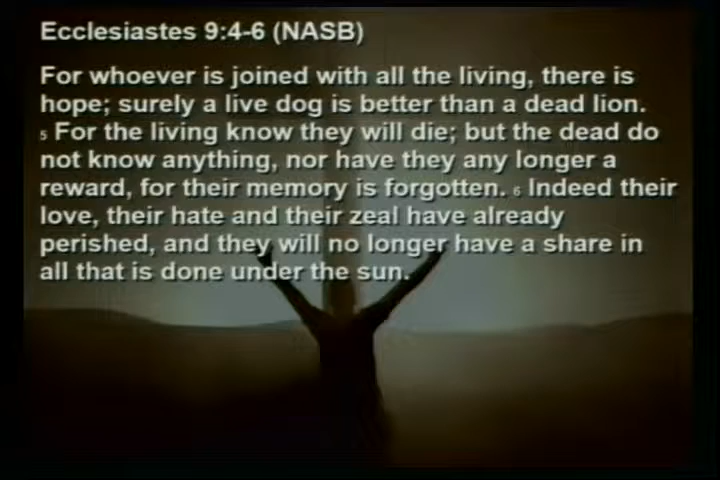 Ecclesiastes 9:4-6 (NASB)
For whoever is joined with all the living, there is
hope; surely a live dog is better than a dead lion.
5 For the living know they will die; but the dead do
not know anything, nor have they any longer a
reward, for their memory is forgotten. 6 Indeed their
love, their hate and their zeal have already
perished, and they will no longer have a share in
all that is done under the sun.